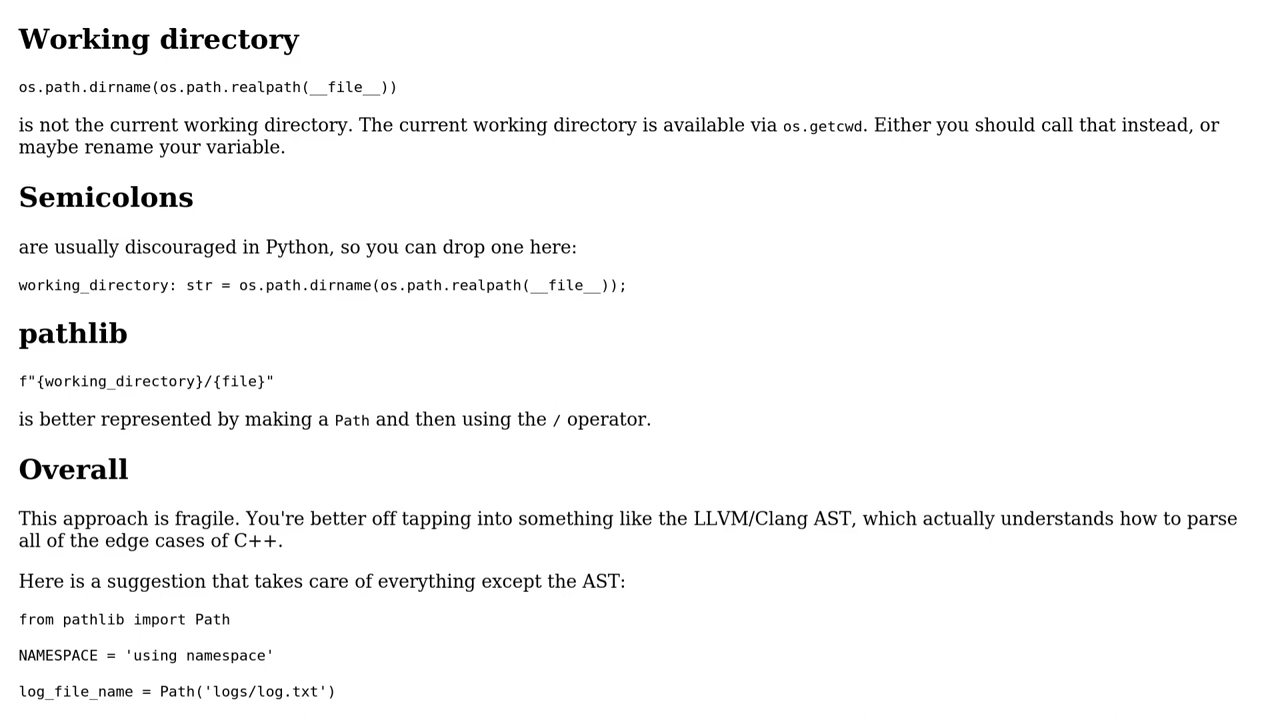 Working directory
os.path.dirname(os.path.realpath(__file__))
is not the current working directory. The current working directory is available via os.getcwd. Either you should call that instead, or
maybe rename your variable.
Semicolons
are usually discouraged in Python, so you can drop one here:
working_directory: str = os.path.dirname(os.path.realpath(__file__));
pathlib
f"{working_directory}/{file}"
is better represented by making a Path and then using the / operator.
Overall
This approach is fragile. You're better off tapping into something like the LLVM/Clang AST, which actually understands how to parse
all of the edge cases of C++.
Here is a suggestion that takes care of everything except the AST:
from pathlib import Path
NAMESPACE = 'using namespace'
log_file_name = Path('logs/log.txt')